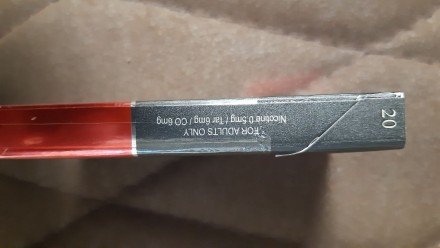 FOR ADULTS ONLY
Nicotine 0.5mg / Tar 6mg / CO 6mg
20